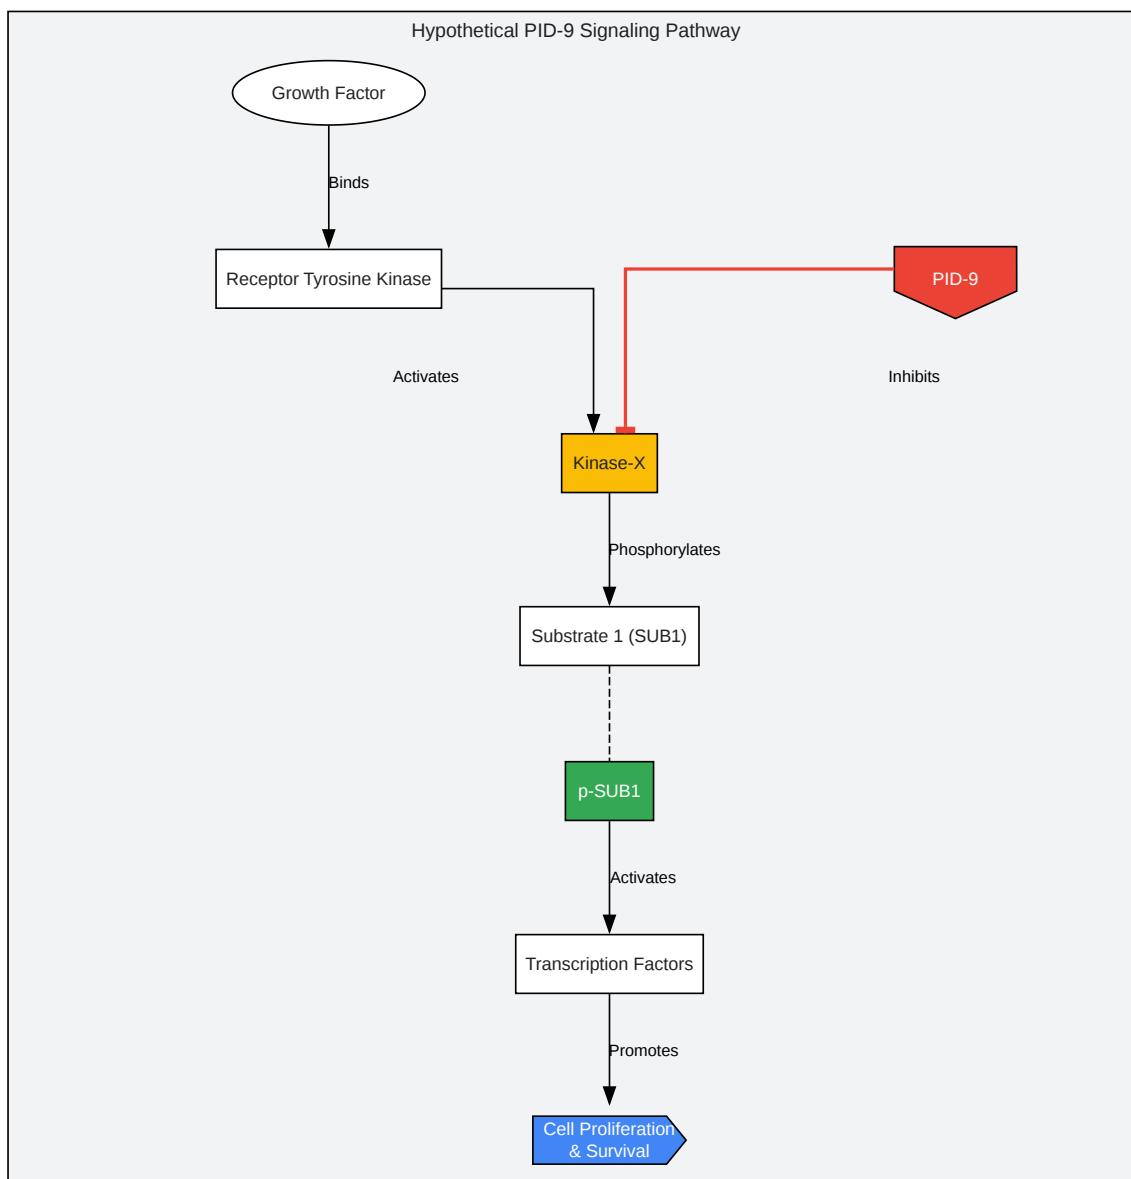 Hypothetical PID-9 Signaling Pathway
Growth Factor
Binds
Receptor Tyrosine Kinase
PID-9
Activates
Inhibits
Kinase-X
Phosphorylates
Substrate 1 (SUB1)
p-SUB1
Activates
Transcription Factors
Promotes
Cell Proliferation
& Survival